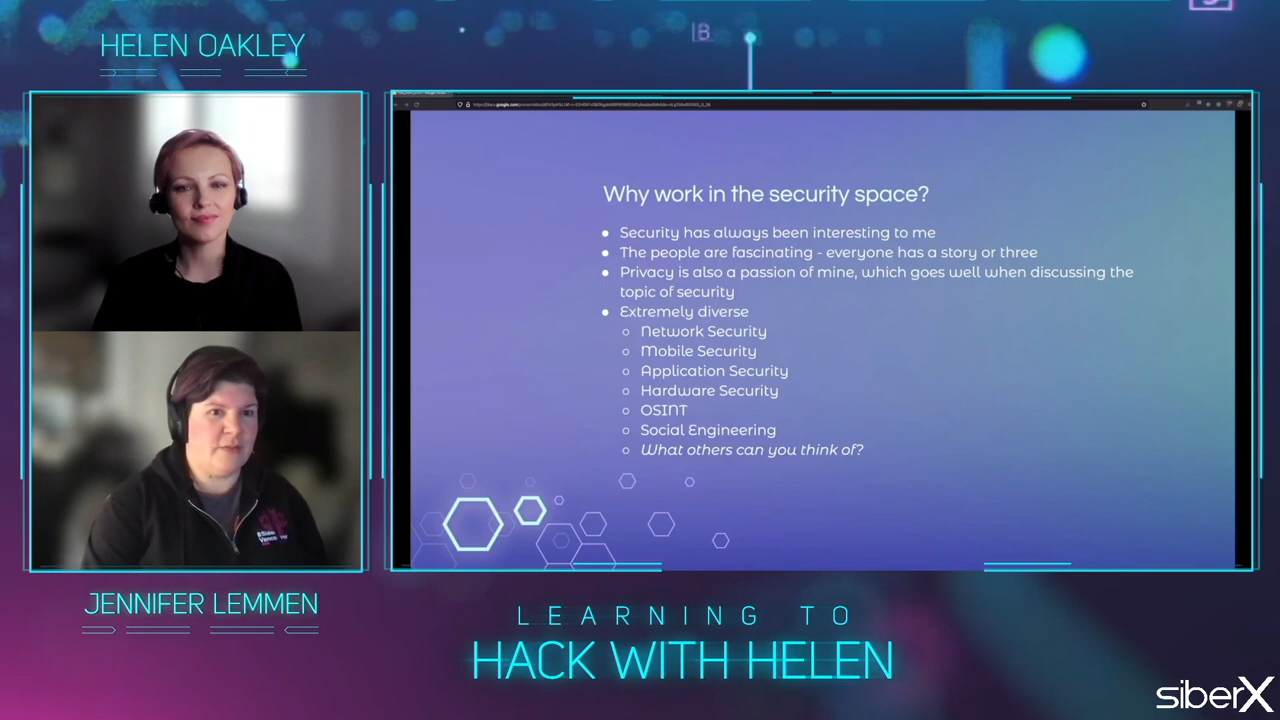 HELEN OAKLEY
B
Why work in the security space?
● Security has always been interesting to me
● The people are fascinating - everyone has a story or three
● Privacy is also a passion of mine, which goes well when discussing the
topic of security
● Extremely diverse
○ Network Security
○ Mobile Security
○ Application Security
○ Hardware Security
○ OSINT
○ Social Engineering
○ What others can you think of?
JENNIFER LEMMEN
LEARNING TO
HACK WITH HELEN
siberX